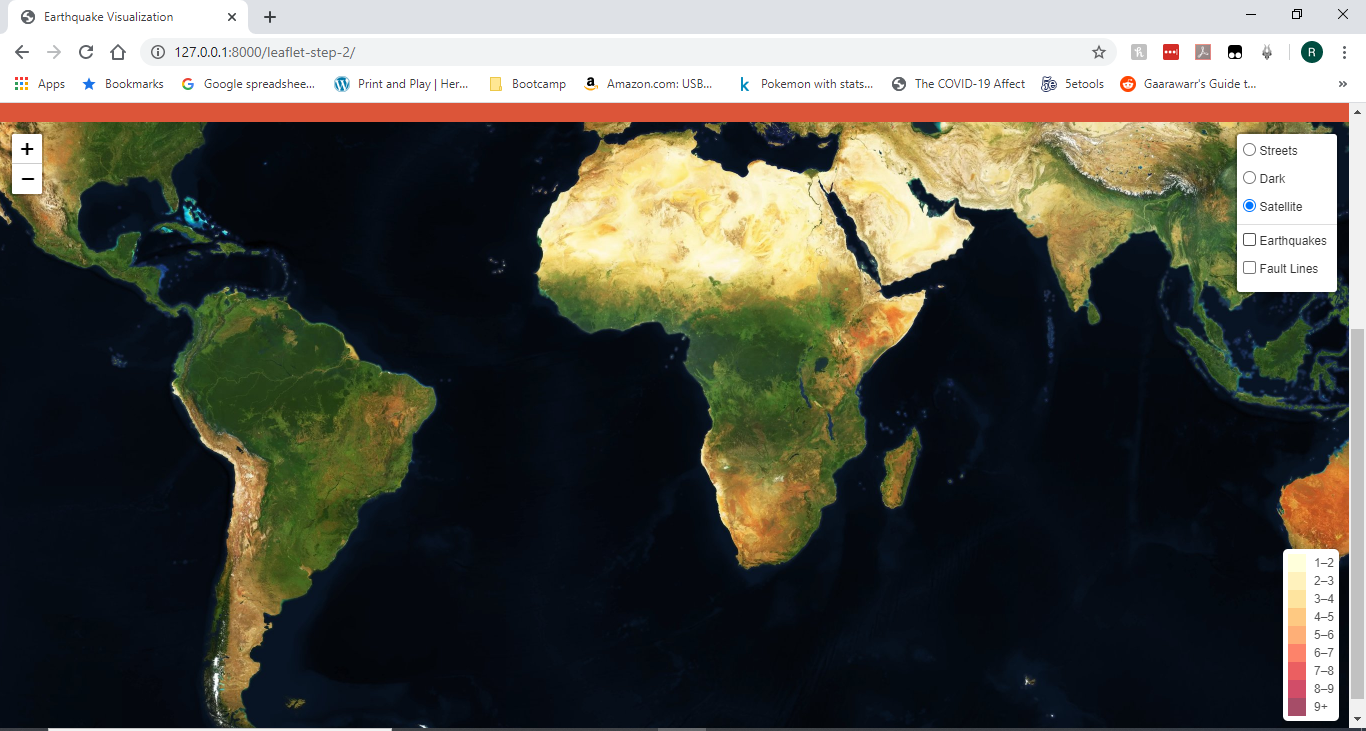 Earthquake Visualization
127.0.0.1:8000/leaflet-step-2/
R
Apps Bookmarks Google spreadshee... Print and Play | Her... Bootcamp Amazon.com: USB... Pokemon with stats... The COVID-19 Affect 5etools Gaarawarr's Guide t... »
+
−
Streets
Dark
Satellite
Earthquakes
Fault Lines
1–2
2–3
3–4
4–5
5–6
6–7
7–8
8–9
9+